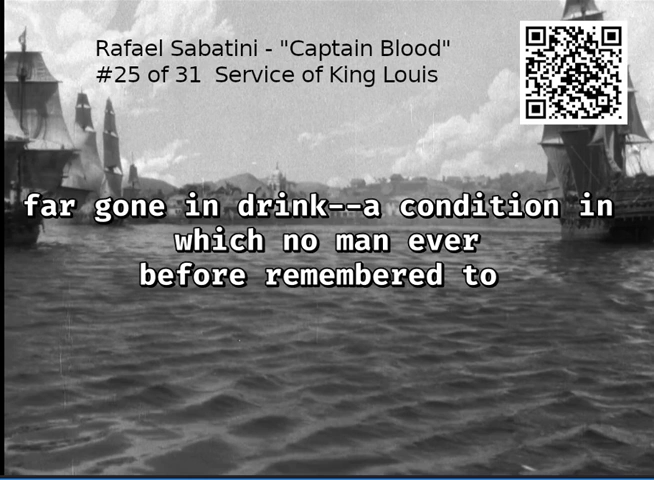 Rafael Sabatini - "Captain Blood"
#25 of 31  Service of King Louis
far gone in drink--a condition in
which no man ever
before remembered to